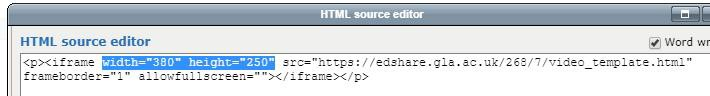 HTML source editor
HTML source editor
Word wr
<p><iframe width="380" height="250" src="https://edshare.gla.ac.uk/268/7/video_template.html"
frameborder="1" allowfullscreen=""></iframe></p>